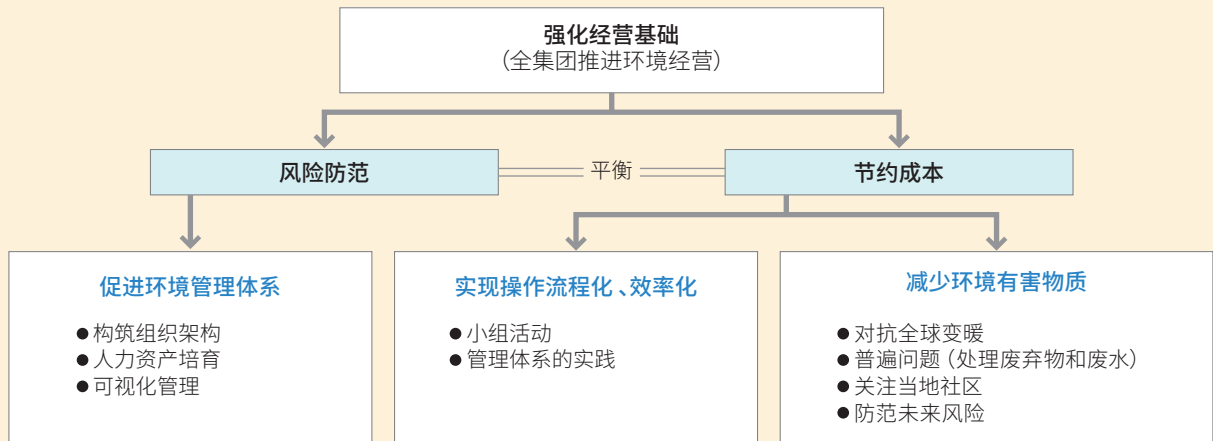 强化经营基础
（全集团推进环境经营）
风险防范
平衡
节约成本
促进环境管理体系
●构筑组织架构
●人力资产培育
●可视化管理
实现操作流程化、效率化
●小组活动
●管理体系的实践
减少环境有害物质
●对抗全球变暖
●普遍问题（处理废弃物和废水）
●关注当地社区
●防范未来风险